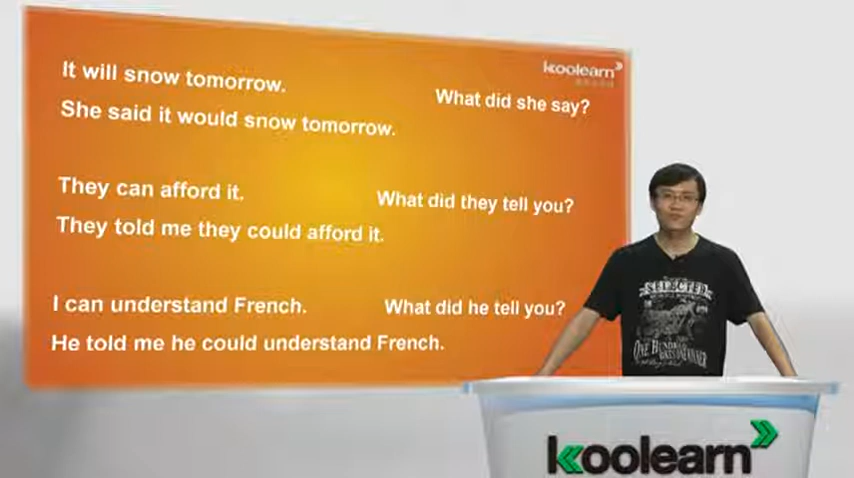 koolearn
It will snow tomorrow.
What did she say?
She said it would snow tomorrow.
They can afford it.
What did they tell you?
They told me they could afford it.
I can understand French.
What did he tell you?
He told me he could understand French.
SELECTED
koolearn